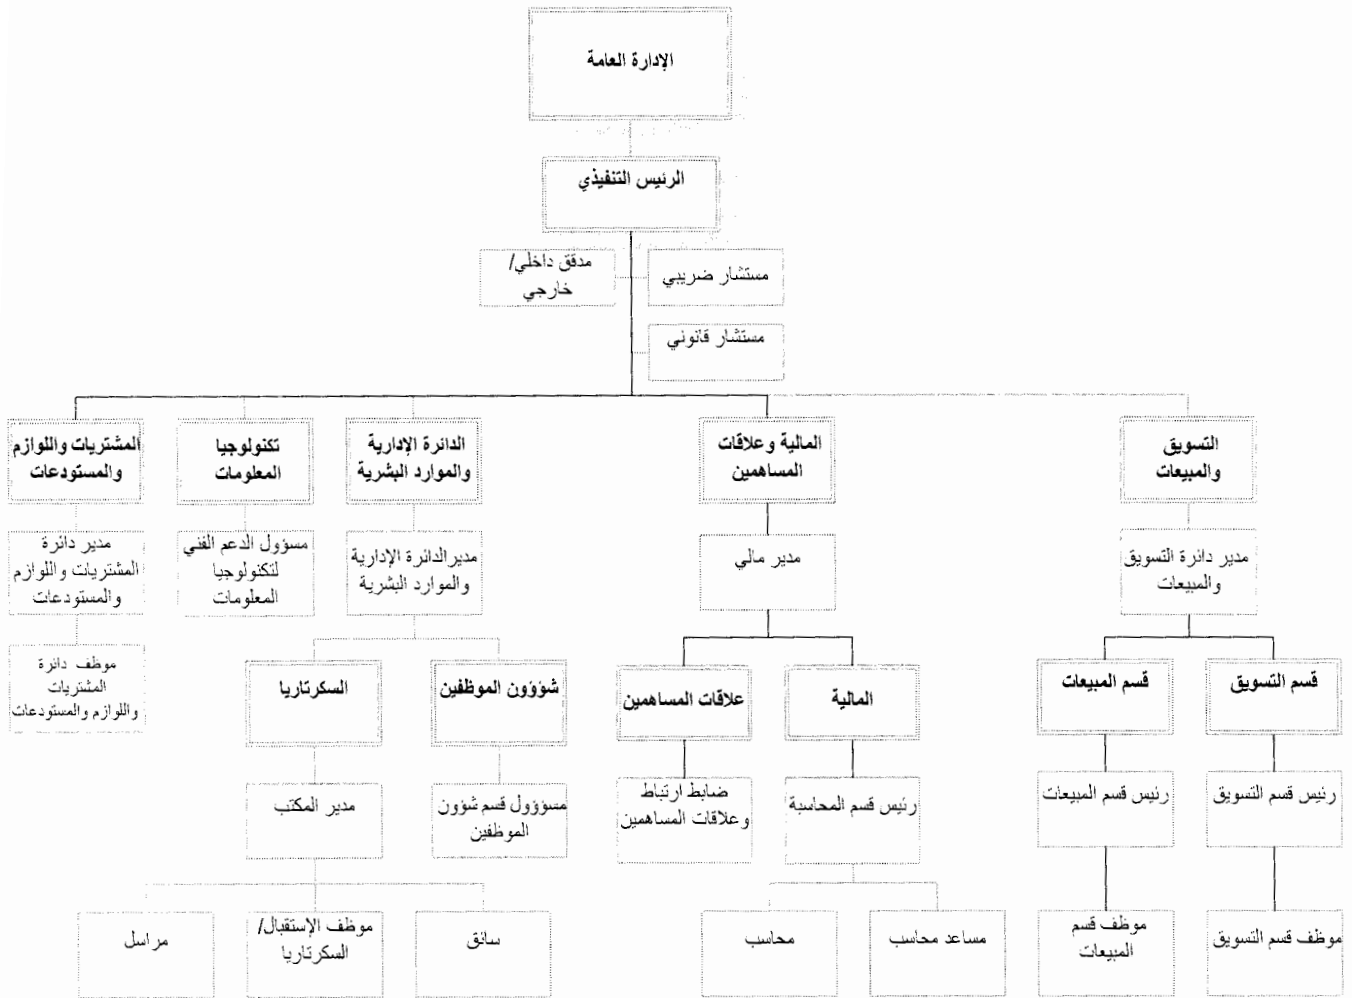 الإدارة العامة
الرئيس التنفيذي
مستشار ضريبي
مدقق داخلي/
خارجي
مستشار قانوني
التسويق
والمبيعات
المالية وعلاقات
المساهمين
الدائرة الإدارية
والموارد البشرية
تكنولوجيا
المعلومات
المشتريات واللوازم
والمستودعات
مدير دائرة التسويق
والمبيعات
مدير مالي
مديرالدائرة الإدارية
والموارد البشرية
مسؤول الدعم الفني
لتكنولوجيا
المعلومات
مدير دائرة
المشتريات واللوازم
والمستودعات
قسم التسويق
قسم المبيعات
المالية
علاقات المساهمين
شؤوون الموظفين
السكرتاريا
موظف دائرة
المشتريات
واللوازم والمستودعات
رئيس قسم التسويق
رئيس قسم المبيعات
رئيس قسم المحاسبة
ضابط ارتباط
وعلاقات المساهمين
مسؤوول قسم شؤون
الموظفين
مدير المكتب
موظف قسم التسويق
موظف قسم
المبيعات
مساعد محاسب
محاسب
سائق
موظف الإستقبال/
السكرتاريا
مراسل